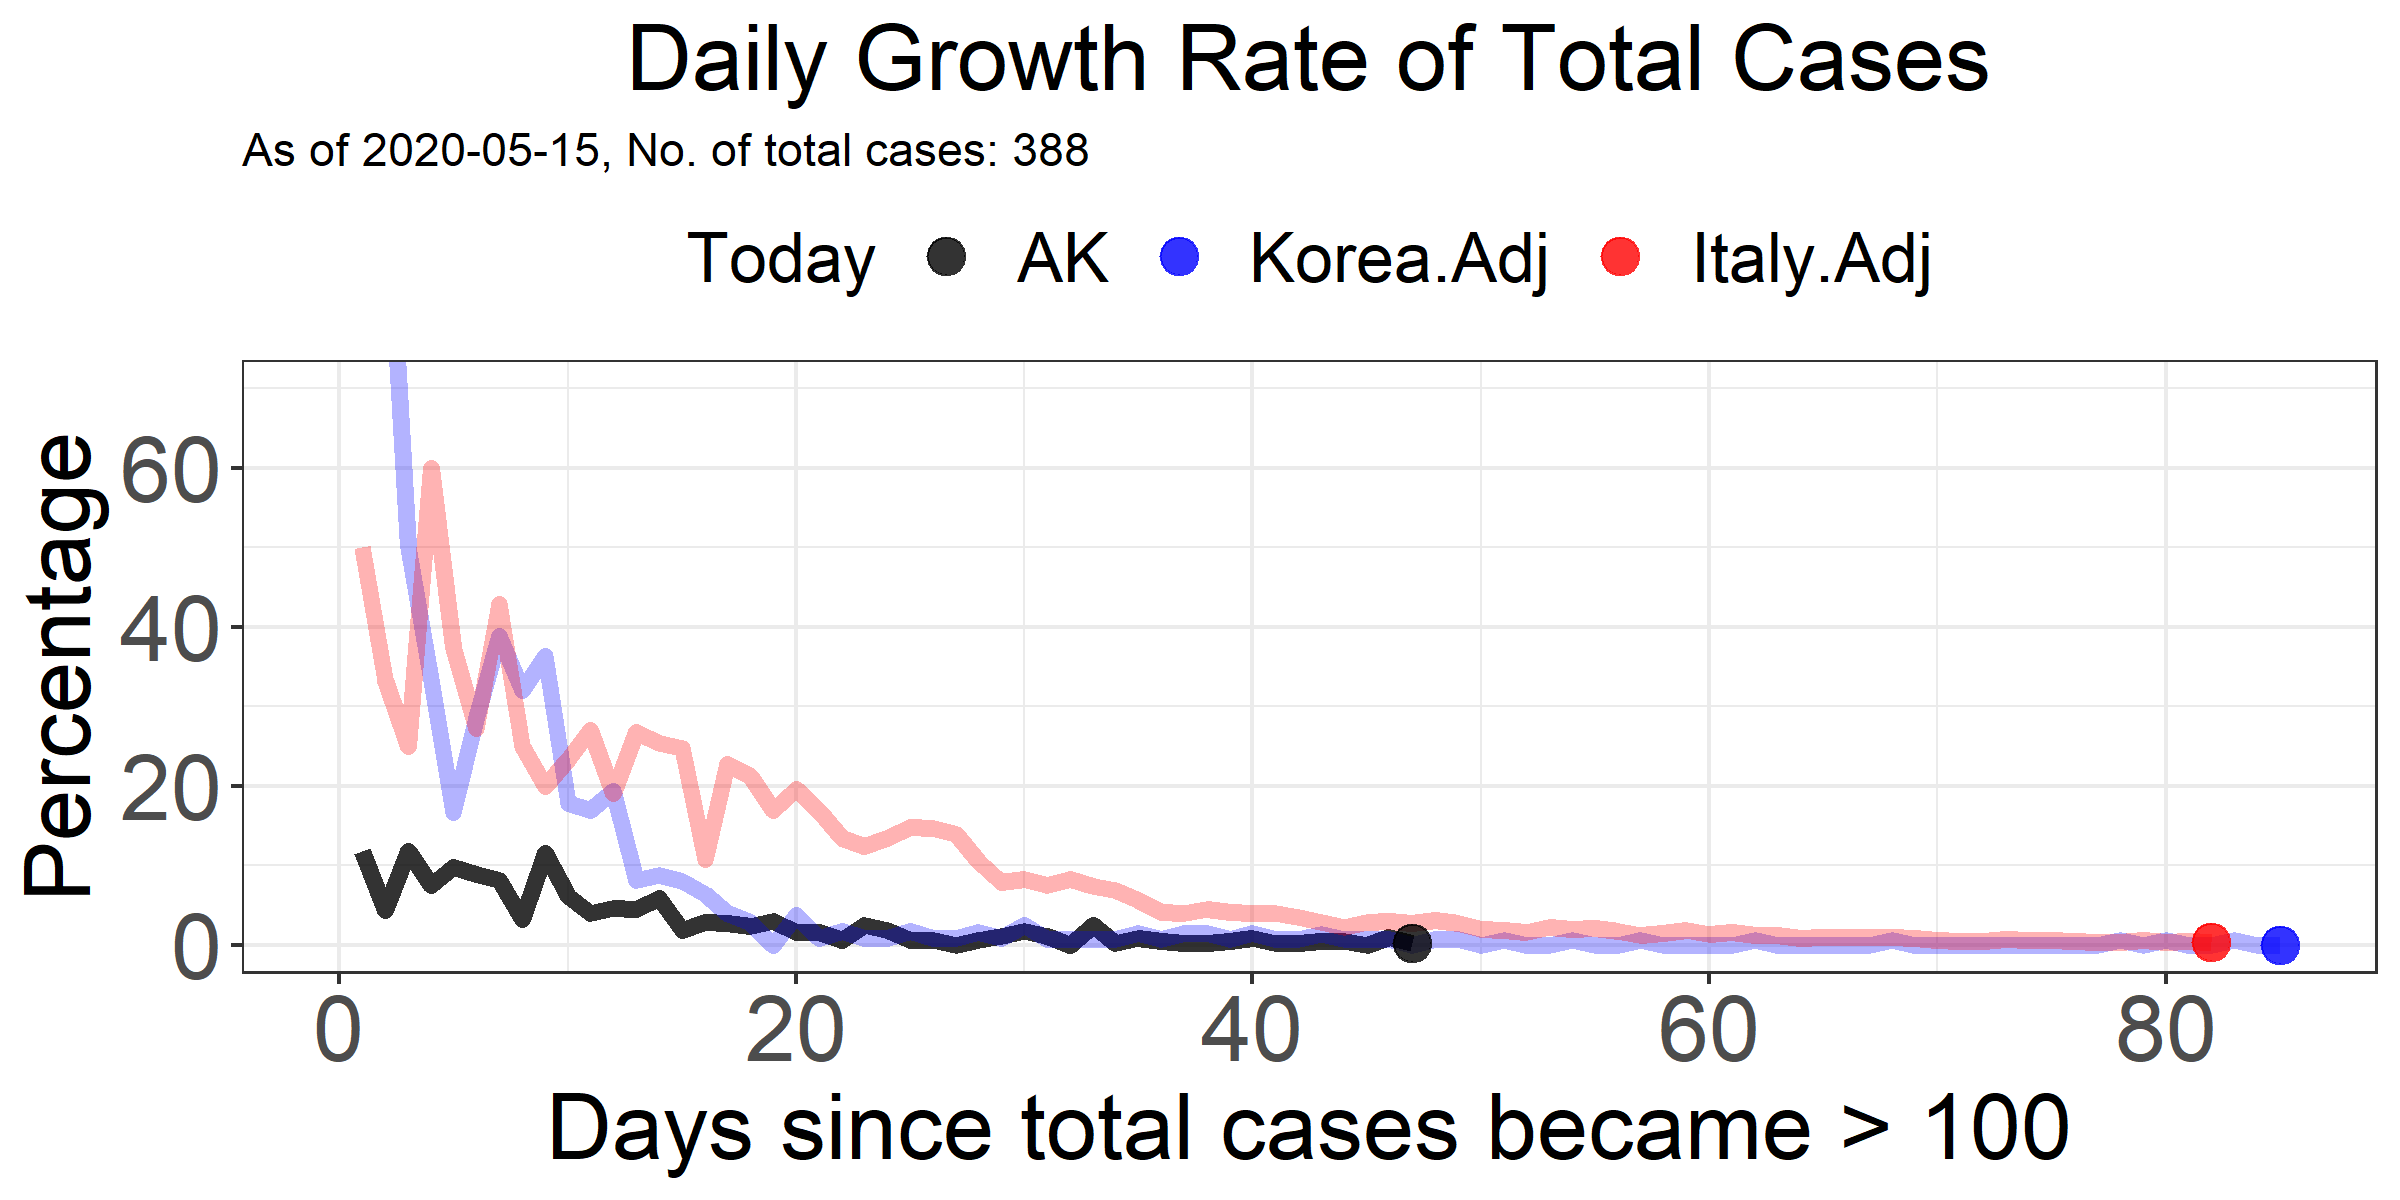 Daily Growth Rate of Total Cases
As of 2020-05-15, No. of total cases: 388
Today AK Korea.Adj Italy.Adj
Percentage
60
40
20
0
0 20 40 60 80
Days since total cases became > 100